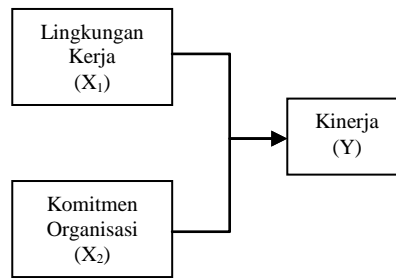 Lingkungan
Kerja
(X₁)
Kinerja
(Y)
Komitmen
Organisasi
(X₂)